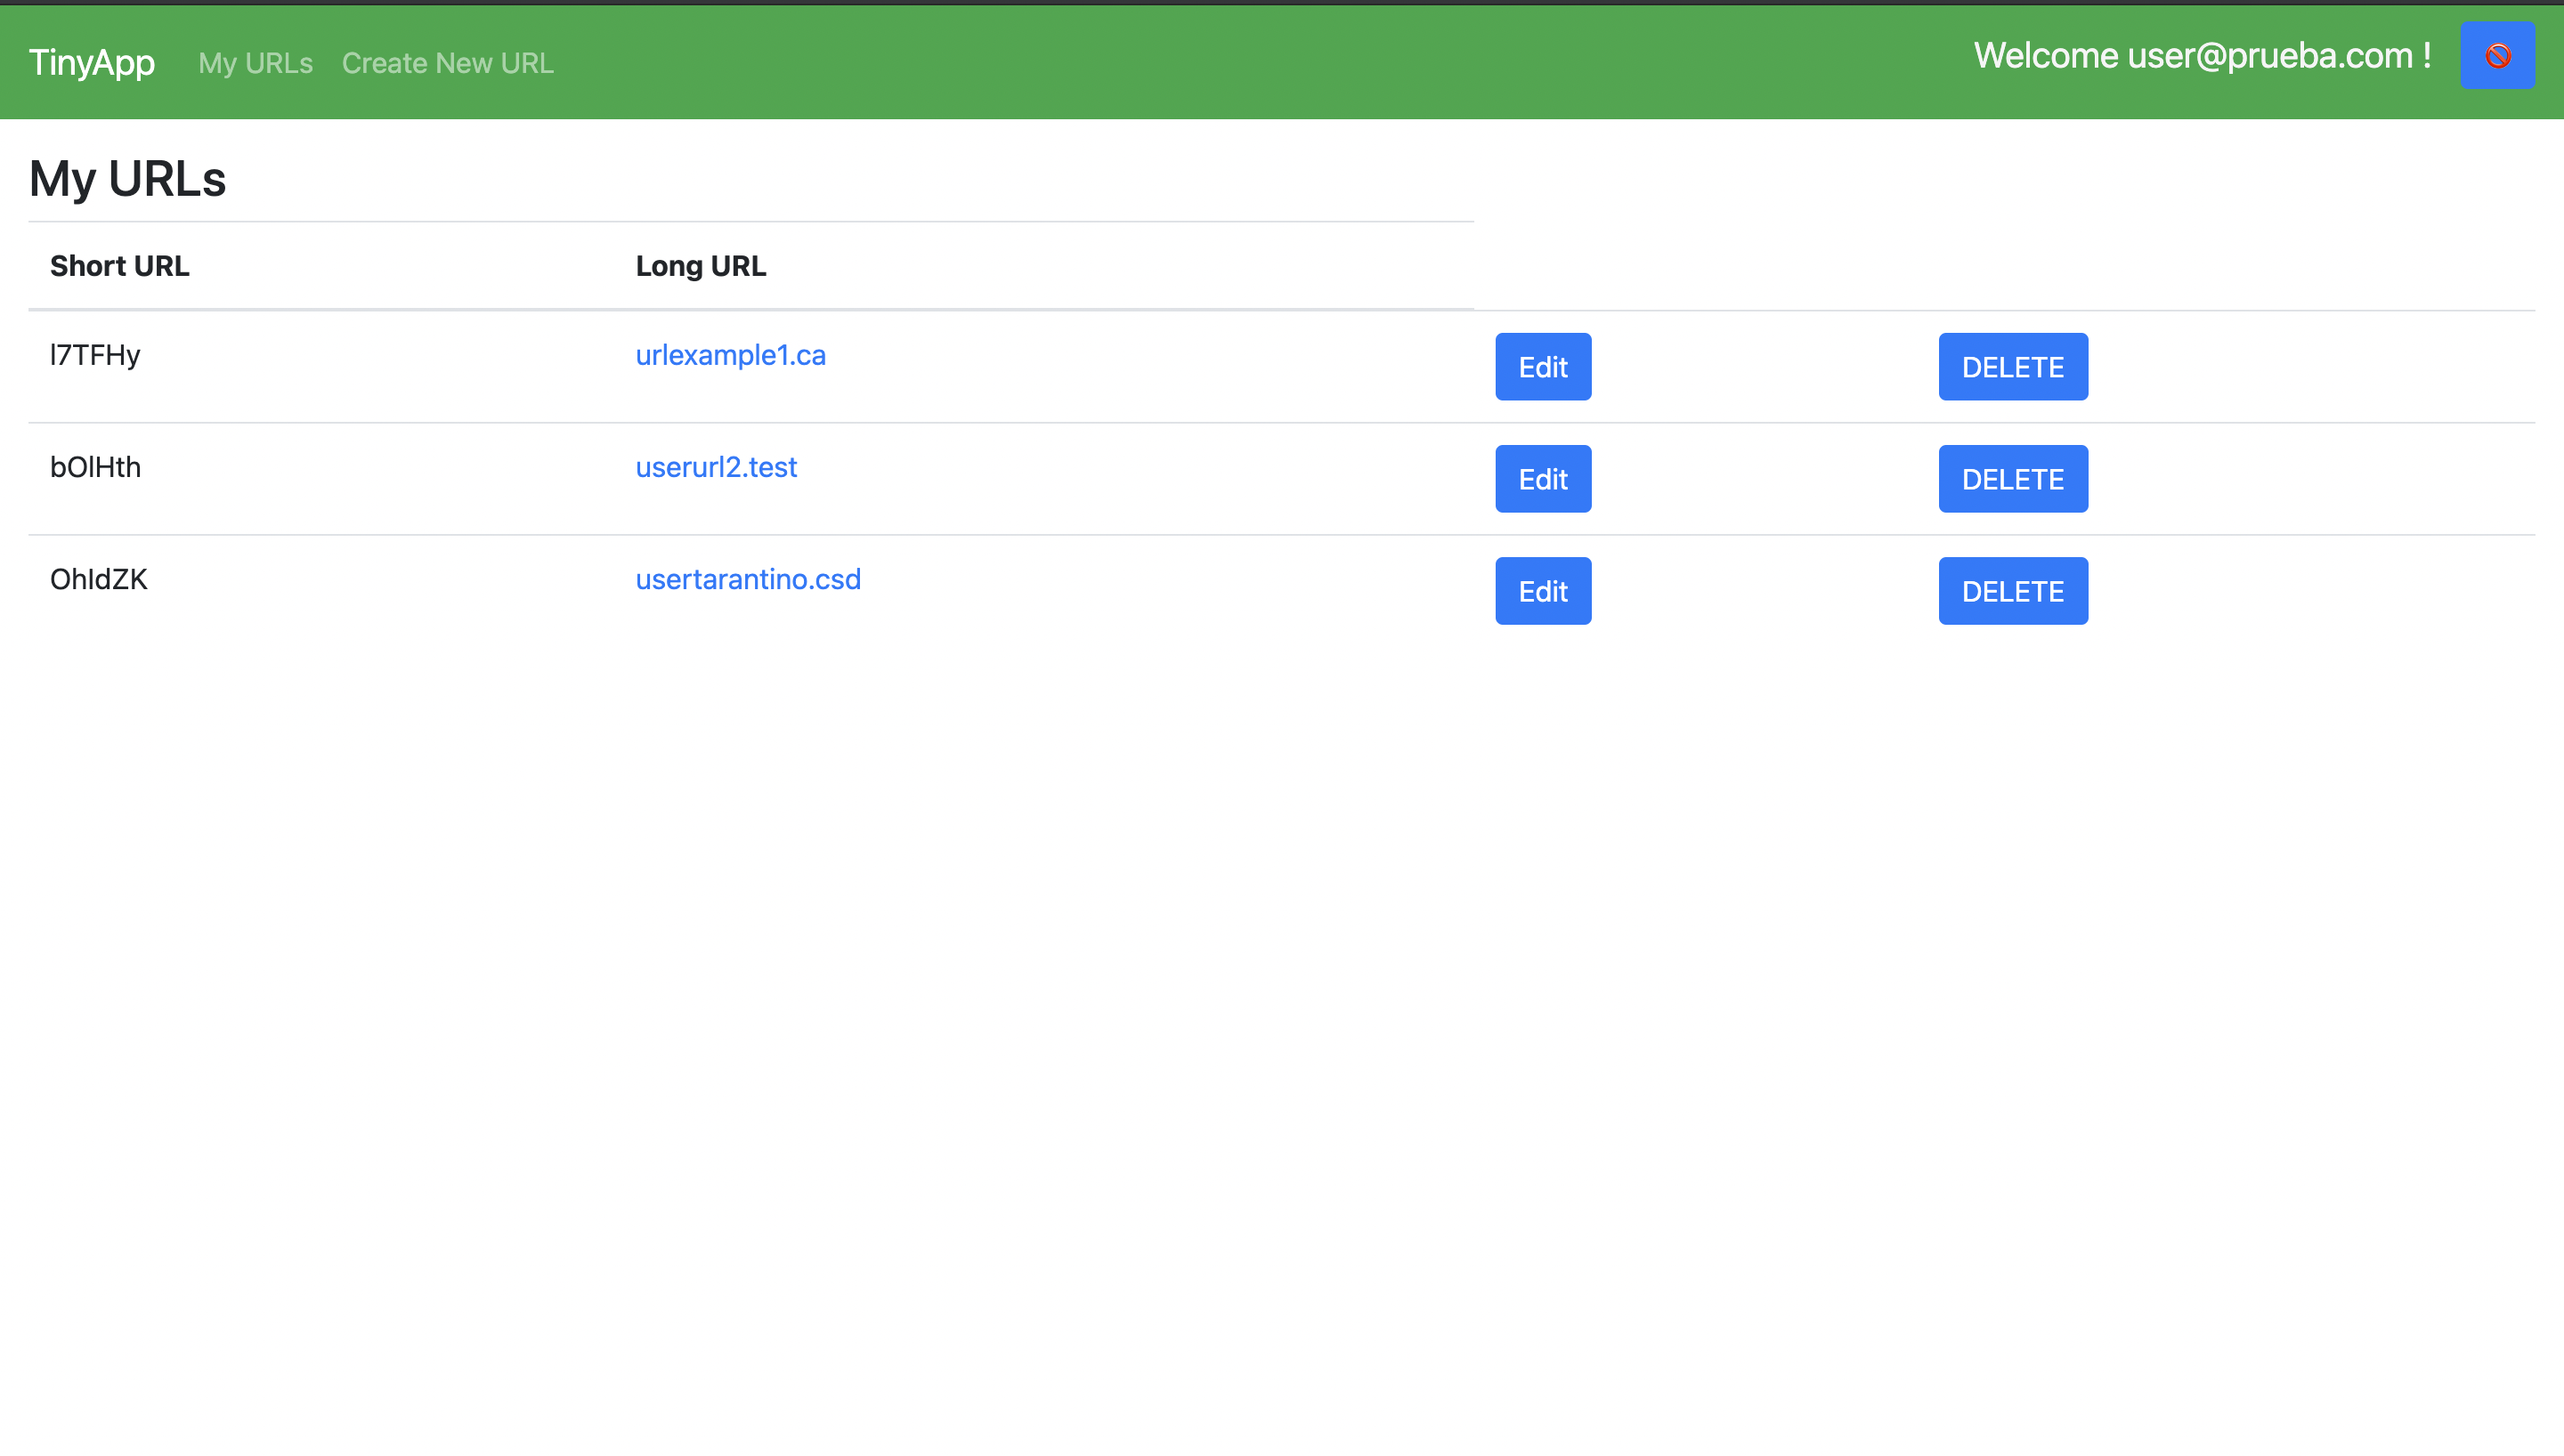 TinyApp My URLs Create New URL Welcome user@prueba.com !
My URLs
Short URL Long URL
l7TFHy urlexample1.ca Edit DELETE
bOlHth userurl2.test Edit DELETE
OhIdZK usertarantino.csd Edit DELETE